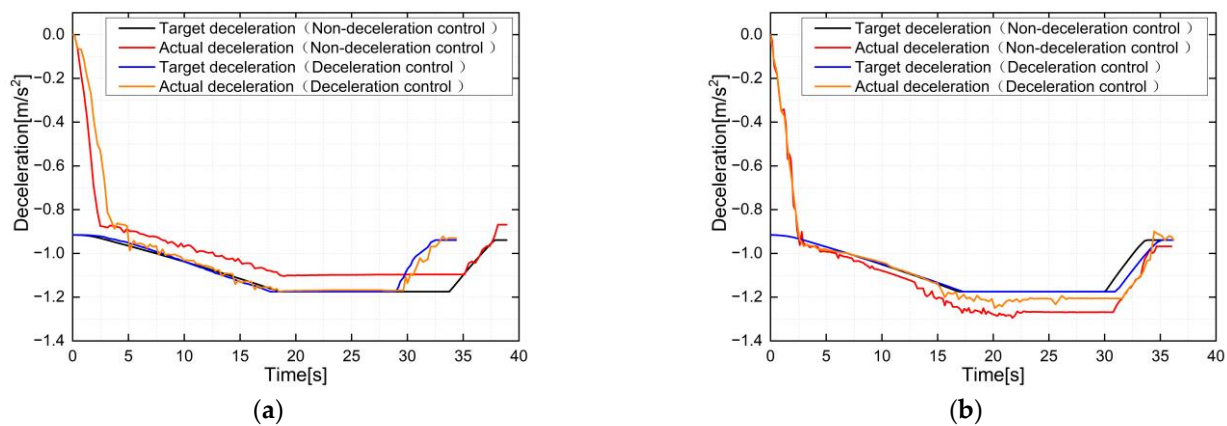 Target deceleration（Non-deceleration control）
Actual deceleration（Non-deceleration control）
Target deceleration（Deceleration control）
Actual deceleration（Deceleration control）
Deceleration[m/s²]
0.0
−0.2
−0.4
−0.6
−0.8
−1.0
−1.2
−1.4
0 5 10 15 20 25 30 35 40
Time[s]
(a)
Target deceleration（Non-deceleration control）
Actual deceleration（Non-deceleration control）
Target deceleration（Deceleration control）
Actual deceleration（Deceleration control）
Deceleration[m/s²]
0.0
−0.2
−0.4
−0.6
−0.8
−1.0
−1.2
−1.4
0 5 10 15 20 25 30 35 40
Time[s]
(b)